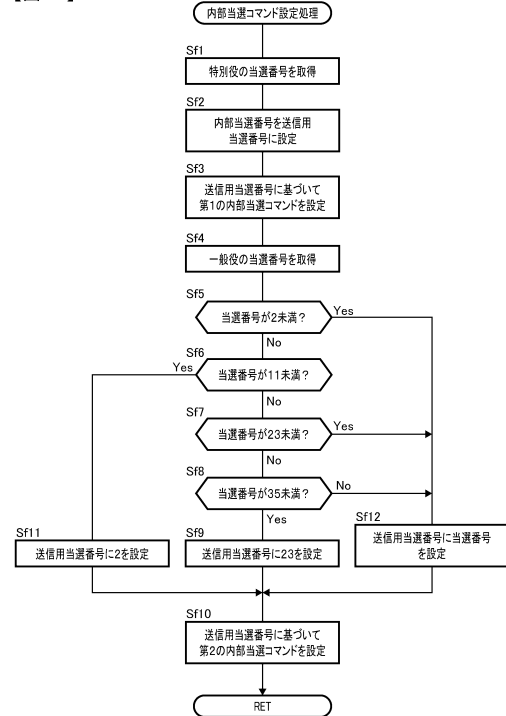 内部当選コマンド設定処理
Sf1
特別役の当選番号を取得
Sf2
内部当選番号を送信用
当選番号に設定
Sf3
送信用当選番号に基づいて
第1の内部当選コマンドを設定
Sf4
一般役の当選番号を取得
Sf5
当選番号が2未満？
Yes
No
Sf6
Yes
当選番号が11未満？
No
Sf7
当選番号が23未満？
Yes
No
Sf8
当選番号が35未満？
No
Yes
Sf11
送信用当選番号に2を設定
Sf9
送信用当選番号に23を設定
Sf12
送信用当選番号に当選番号
を設定
Sf10
送信用当選番号に基づいて
第2の内部当選コマンドを設定
RET